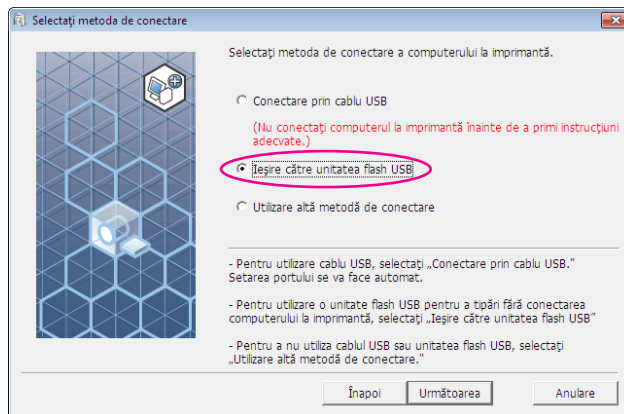 Selectați metoda de conectare
Selectați metoda de conectare a computerului la imprimantă.
Conectare prin cablu USB
(Nu conectați computerul la imprimantă înainte de a primi instrucțiuni
adecvate.)
Ieșire către unitatea flash USB
Utilizare altă metodă de conectare
- Pentru utilizare cablu USB, selectați „Conectare prin cablu USB."
Setarea portului se va face automat.
- Pentru utilizare o unitate flash USB pentru a tipări fără conectarea
computerului la imprimantă, selectați „Ieșire către unitatea flash USB”
- Pentru a nu utiliza cablul USB sau unitatea flash USB, selectați
„Utilizare altă metodă de conectare."
Înapoi
Următoarea
Anulare